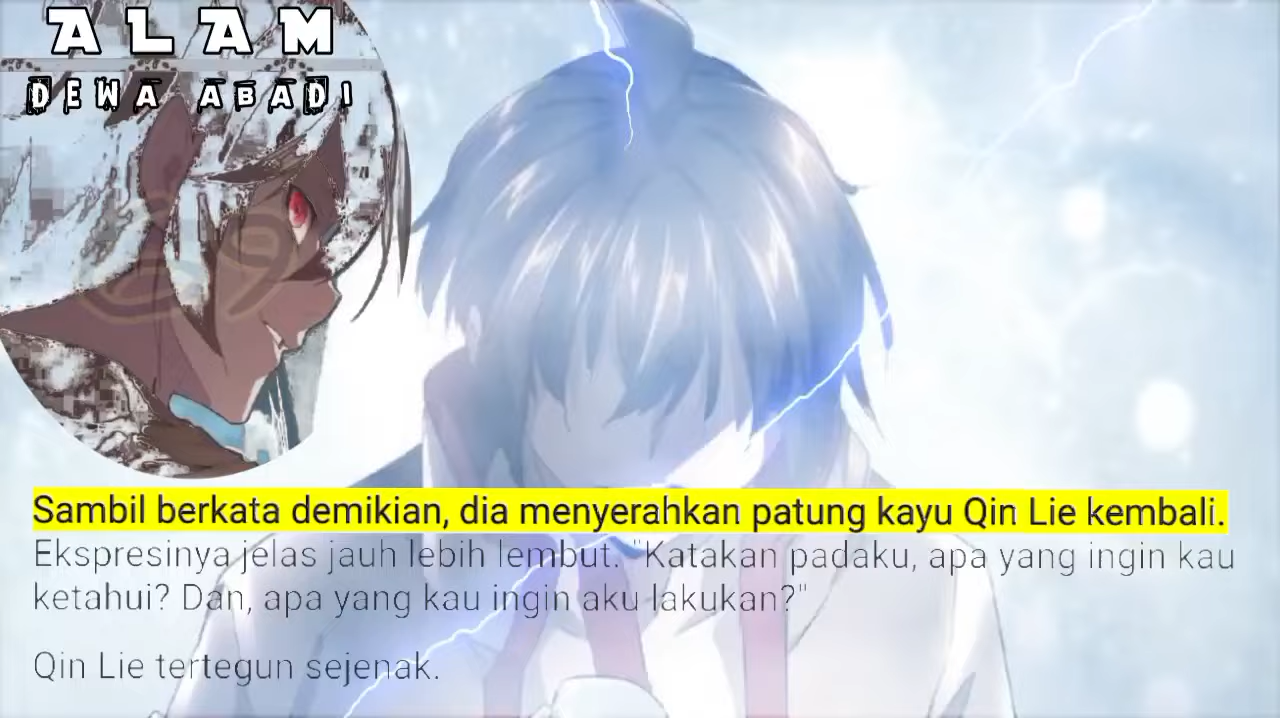 ALAM
DEWA ABADI
Sambil berkata demikian, dia menyerahkan patung kayu Qin Lie kembali.
Ekspresinya jelas jauh lebih lembut. "Katakan padaku, apa yang ingin kau
ketahui? Dan, apa yang kau ingin aku lakukan?"
Qin Lie tertegun sejenak.